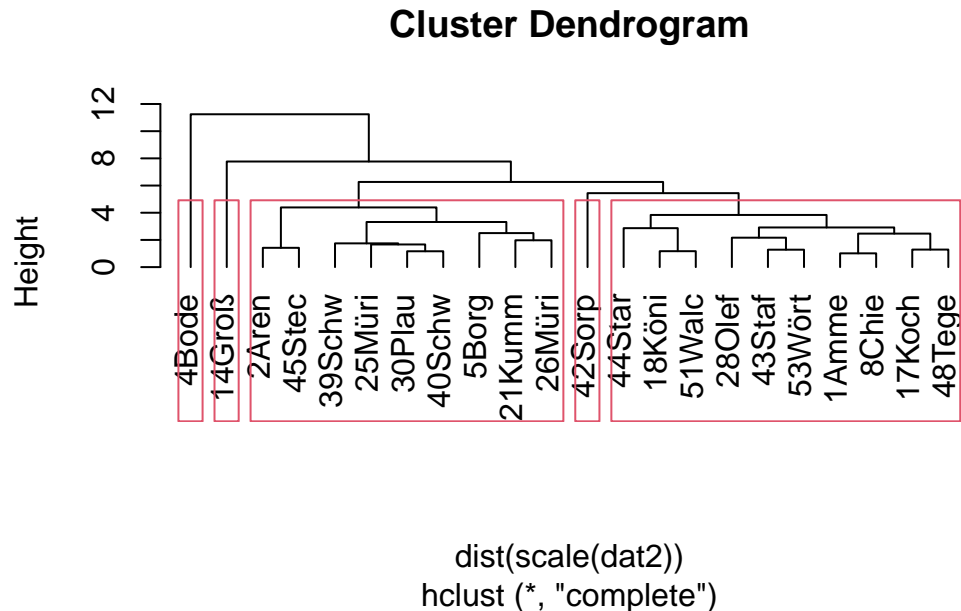 Cluster Dendrogram
Height
0
4
8
12
4Bode
14Groß
2Aren
45Stec
39Schw
25Müri
30Plau
40Schw
5Borg
21Kumm
26Müri
42Sorp
44Star
18Köni
51Walc
28Olef
43Staf
53Wört
1Amme
8Chie
17Koch
48Tege
dist(scale(dat2))
hclust (*, "complete")